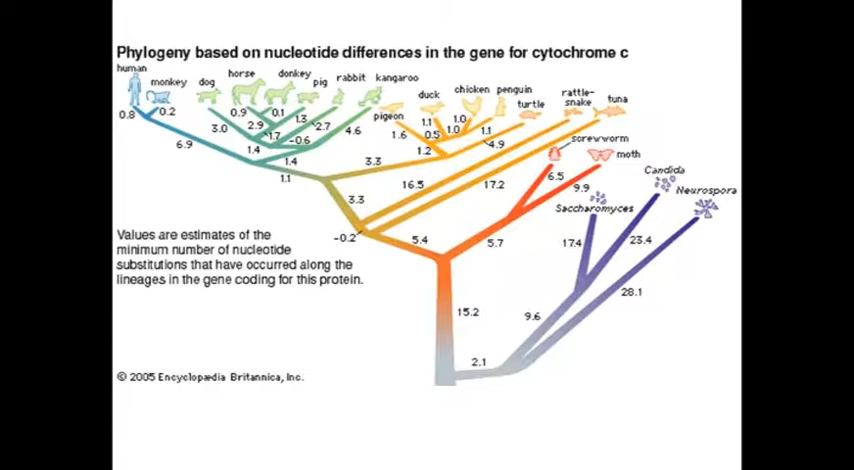 Phylogeny based on nucleotide differences in the gene for cytochrome c
human
monkey
dog
horse
donkey
pig
rabbit
kangaroo
pigeon
duck
chicken
penguin
turtle
rattle-
snake
tuna
screwworm
moth
Candida
Neurospora
Saccharomyces
0.8
0.2
3.0
0.9
0.1
2.9
1.3
1.7
2.7
-0.6
4.6
1.6
1.1
0.5
1.0
1.0
1.1
1.2
4.9
6.9
1.4
1.4
1.1
3.3
16.5
17.2
6.5
9.9
3.3
-0.2
5.4
5.7
17.4
23.4
28.1
15.2
9.6
2.1
Values are estimates of the
minimum number of nucleotide
substitutions that have occurred along the
lineages in the gene coding for this protein.
© 2005 Encyclopædia Britannica, Inc.